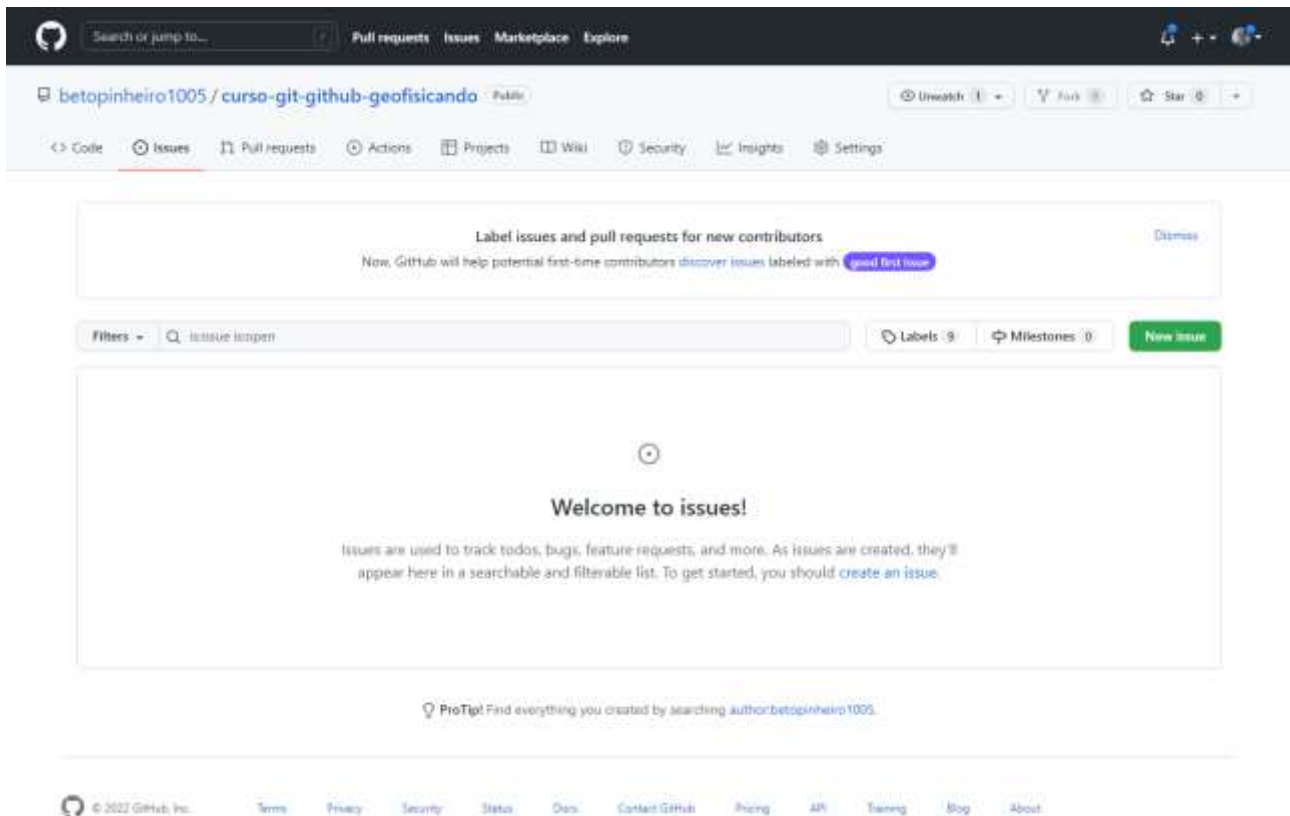 Search or jump to... / Pull requests Issues Marketplace Explore
betopinheiro1005 / curso-git-github-geofisicando Public
Unwatch 1 Fork 0 Star 0
Code Issues Pull requests Actions Projects Wiki Security Insights Settings
Label issues and pull requests for new contributors
Dismiss
Now, GitHub will help potential first-time contributors discover issues labeled with good first issue
Filters is:issue is:open Labels 9 Milestones 0 New issue
Welcome to issues!
Issues are used to track todos, bugs, feature requests, and more. As issues are created, they'll
appear here in a searchable and filterable list. To get started, you should create an issue.
ProTip! Find everything you created by searching author:betopinheiro1005.
© 2022 GitHub, Inc. Terms Privacy Security Status Docs Contact GitHub Pricing API Training Blog About